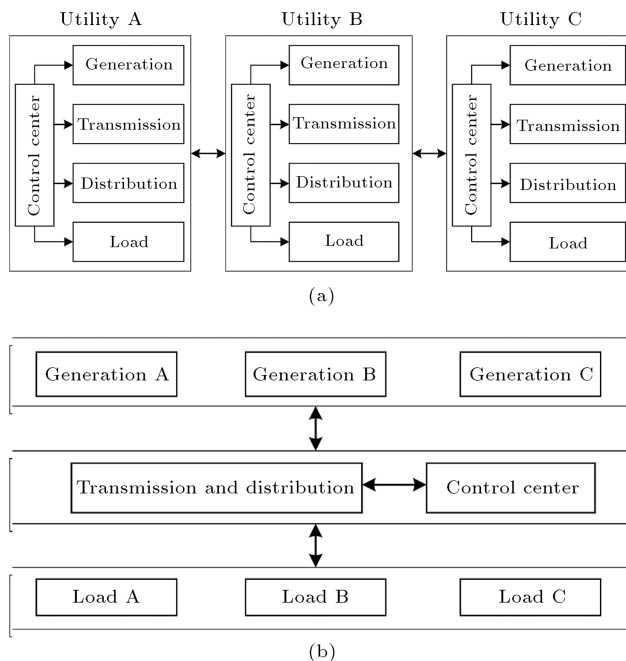 Utility A
Utility B
Utility C
Control center
Generation
Transmission
Distribution
Load
Control center
Generation
Transmission
Distribution
Load
Control center
Generation
Transmission
Distribution
Load
(a)
Generation A
Generation B
Generation C
Transmission and distribution
Control center
Load A
Load B
Load C
(b)